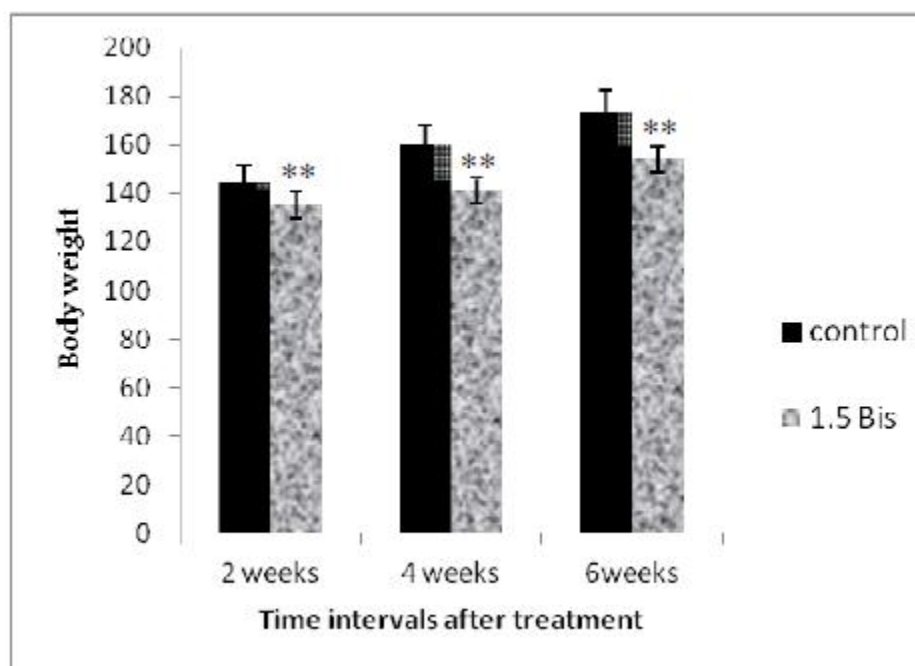 200
180
160
140
120
100
80
60
40
20
0
Body weight
**
**
**
2 weeks
4 weeks
6weeks
Time intervals after treatment
control
1.5 Bis